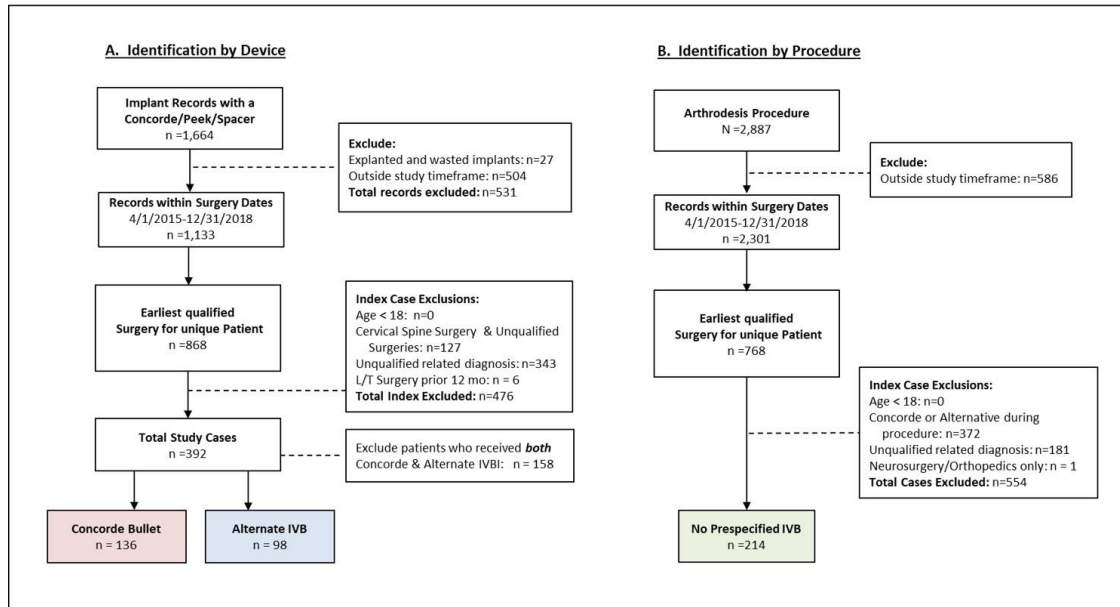 A. Identification by Device
Implant Records with a
Concorde/Peek/Spacer
n =1,664
Exclude:
Explanted and wasted implants: n=27
Outside study timeframe: n=504
Total records excluded: n=531
Records within Surgery Dates
4/1/2015-12/31/2018
n =1,133
Earliest qualified
Surgery for unique Patient
n =868
Index Case Exclusions:
Age < 18: n=0
Cervical Spine Surgery & Unqualified
Surgeries: n=127
Unqualified related diagnosis: n=343
L/T Surgery prior 12 mo: n = 6
Total Index Excluded: n=476
Total Study Cases
n =392
Exclude patients who received both
Concorde & Alternate IVBI: n = 158
Concorde Bullet
n = 136
Alternate IVB
n = 98
B. Identification by Procedure
Arthrodesis Procedure
N =2,887
Exclude:
Outside study timeframe: n=586
Records within Surgery Dates
4/1/2015-12/31/2018
n =2,301
Earliest qualified
Surgery for unique Patient
n =768
Index Case Exclusions:
Age < 18: n=0
Concorde or Alternative during
procedure: n=372
Unqualified related diagnosis: n=181
Neurosurgery/Orthopedics only: n = 1
Total Cases Excluded: n=554
No Prespecified IVB
n =214